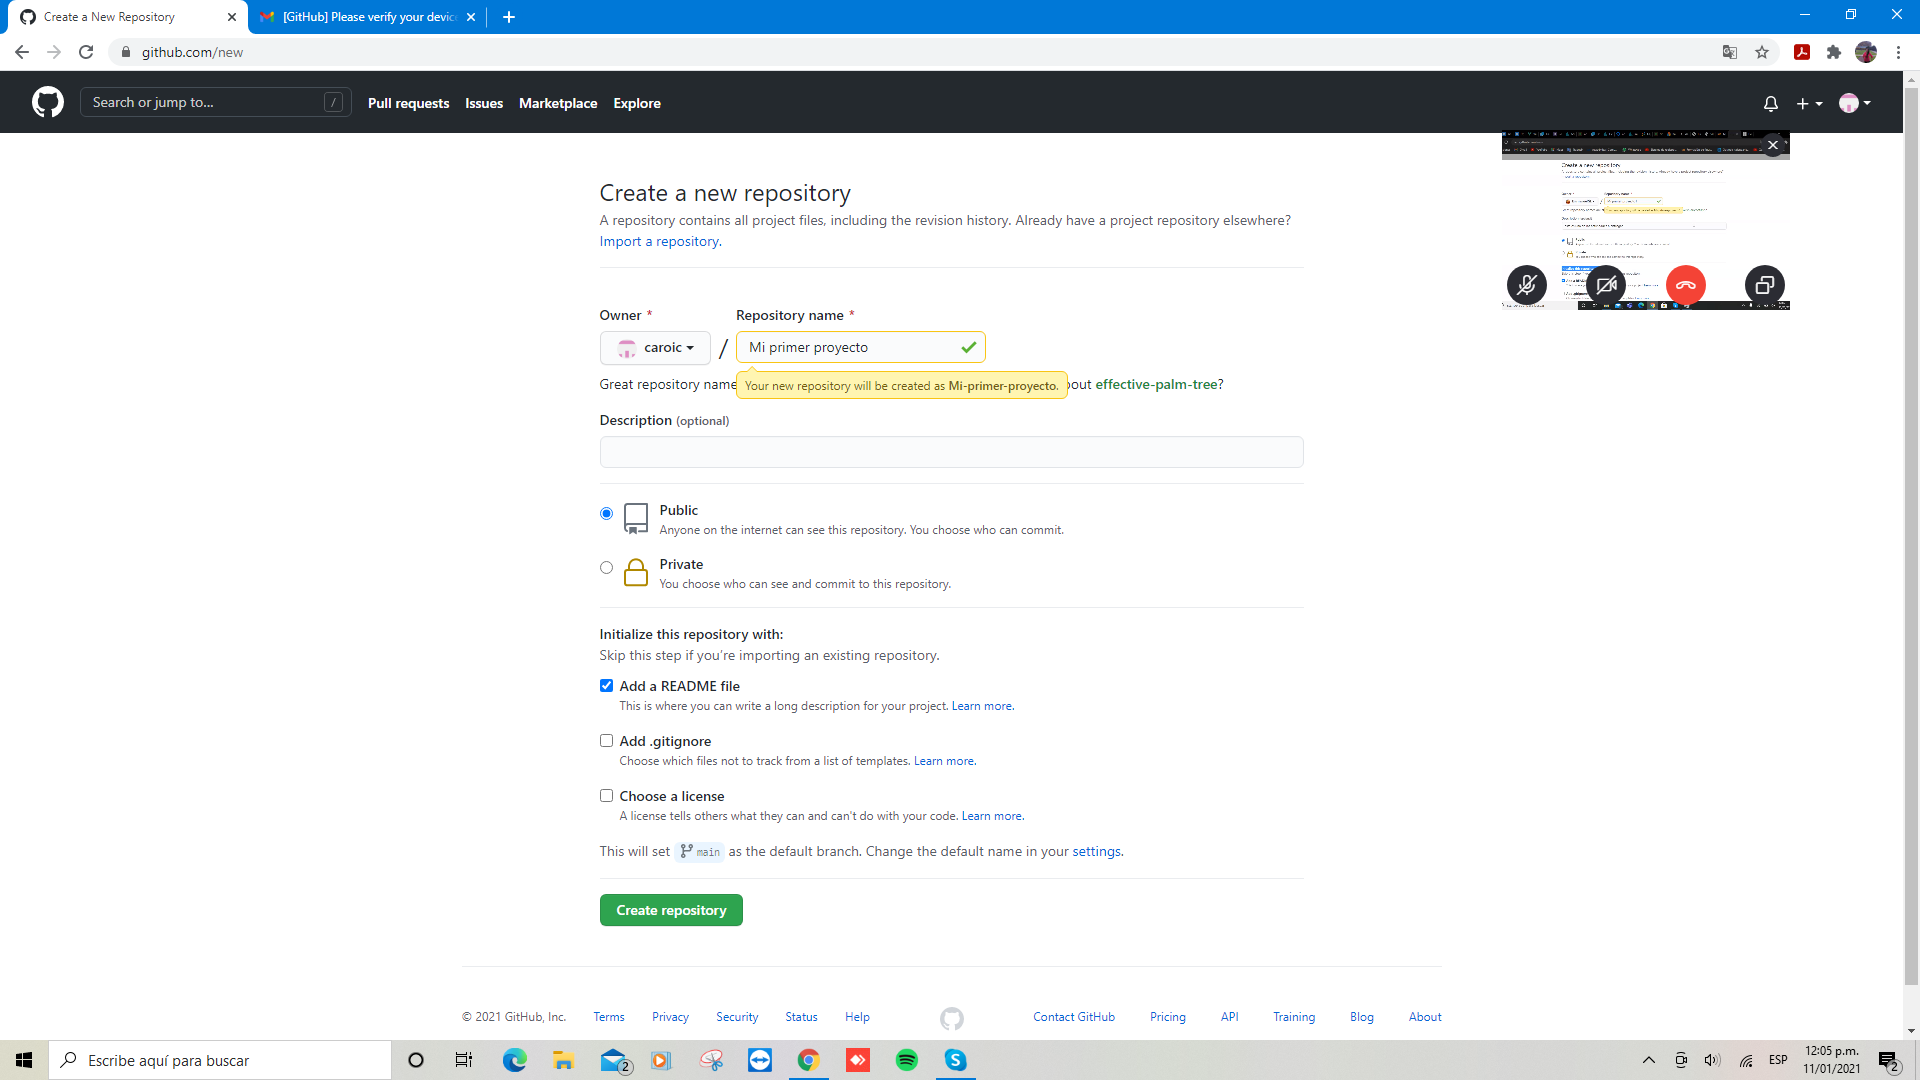 Create a New Repository
[GitHub] Please verify your device
github.com/new
Search or jump to...
/
Pull requests
Issues
Marketplace
Explore
Create a new repository
A repository contains all project files, including the revision history. Already have a project repository elsewhere?
Import a repository.
Owner *
Repository name *
caroic
/
Mi primer proyecto
Great repository name
Your new repository will be created as Mi-primer-proyecto.
bout effective-palm-tree?
Description (optional)
Public
Anyone on the internet can see this repository. You choose who can commit.
Private
You choose who can see and commit to this repository.
Initialize this repository with:
Skip this step if you're importing an existing repository.
Add a README file
This is where you can write a long description for your project. Learn more.
Add .gitignore
Choose which files not to track from a list of templates. Learn more.
Choose a license
A license tells others what they can and can't do with your code. Learn more.
This will set main as the default branch. Change the default name in your settings.
Create repository
© 2021 GitHub, Inc.
Terms
Privacy
Security
Status
Help
Contact GitHub
Pricing
API
Training
Blog
About
Escribe aquí para buscar
2
ESP
12:05 p.m.
11/01/2021
2
Create a new repository